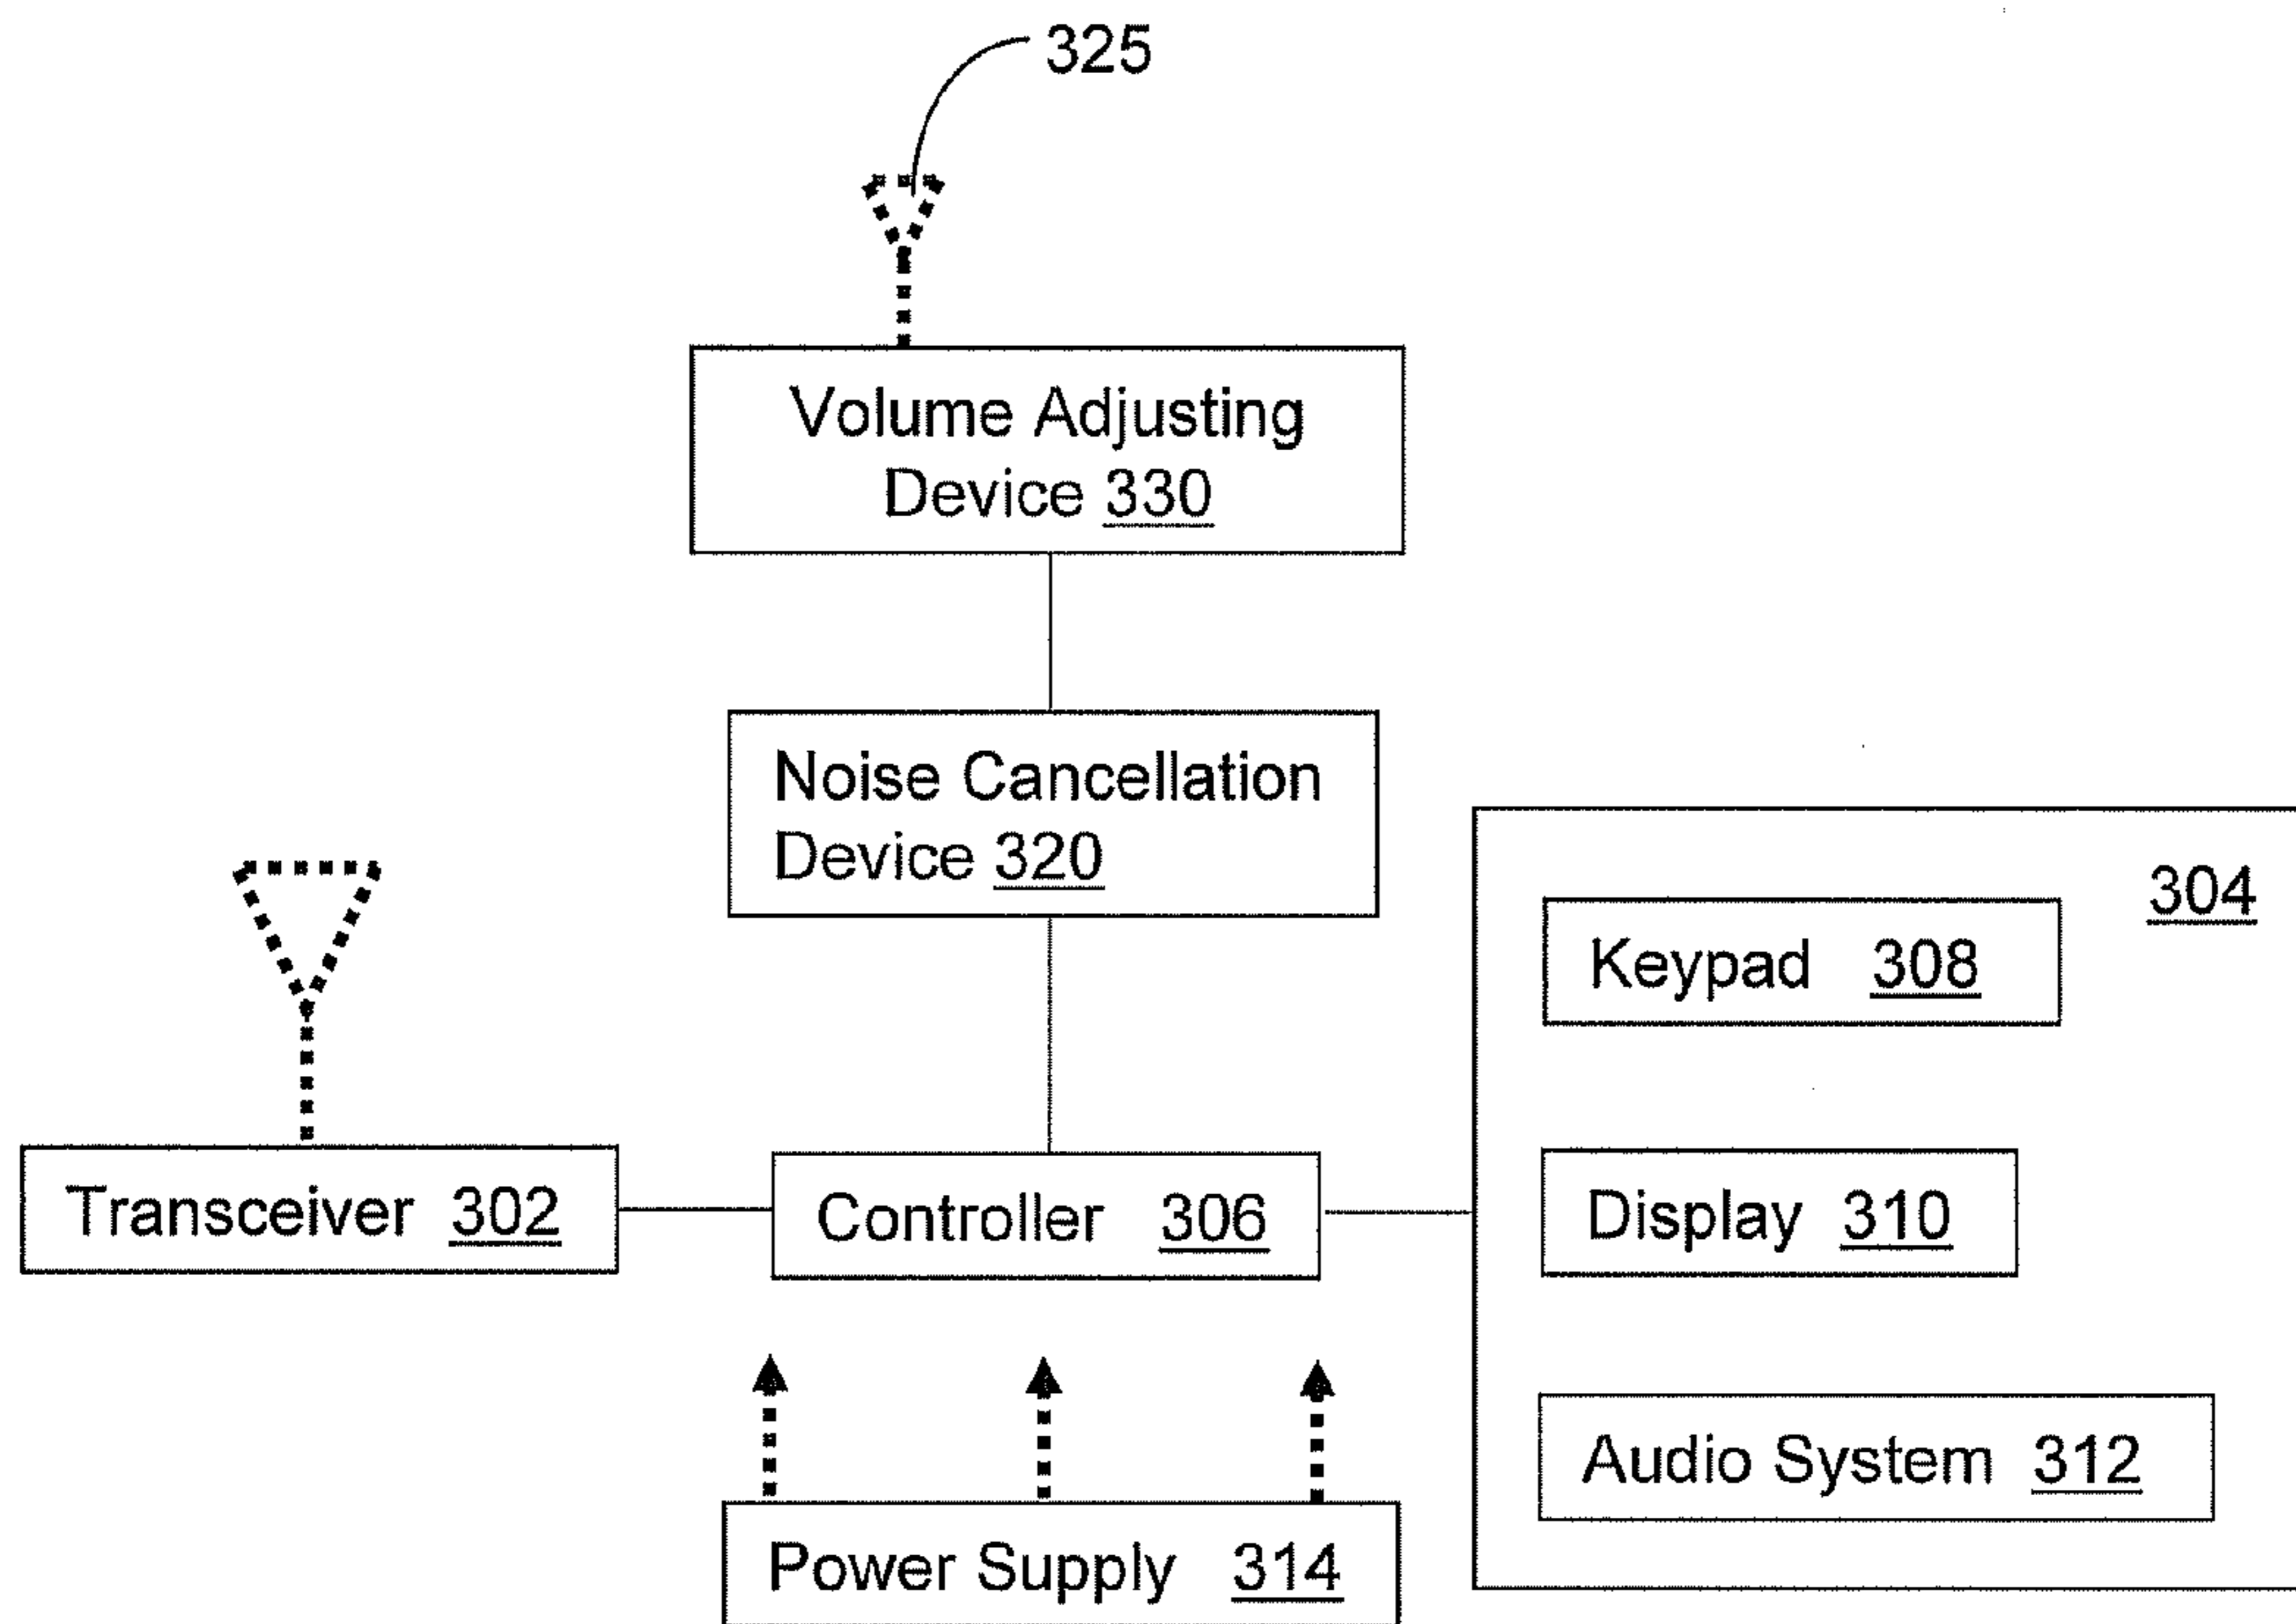 325
Volume Adjusting
Device 330
Noise Cancellation
Device 320
304
Keypad 308
Transceiver 302
Controller 306
Display 310
Audio System 312
Power Supply 314